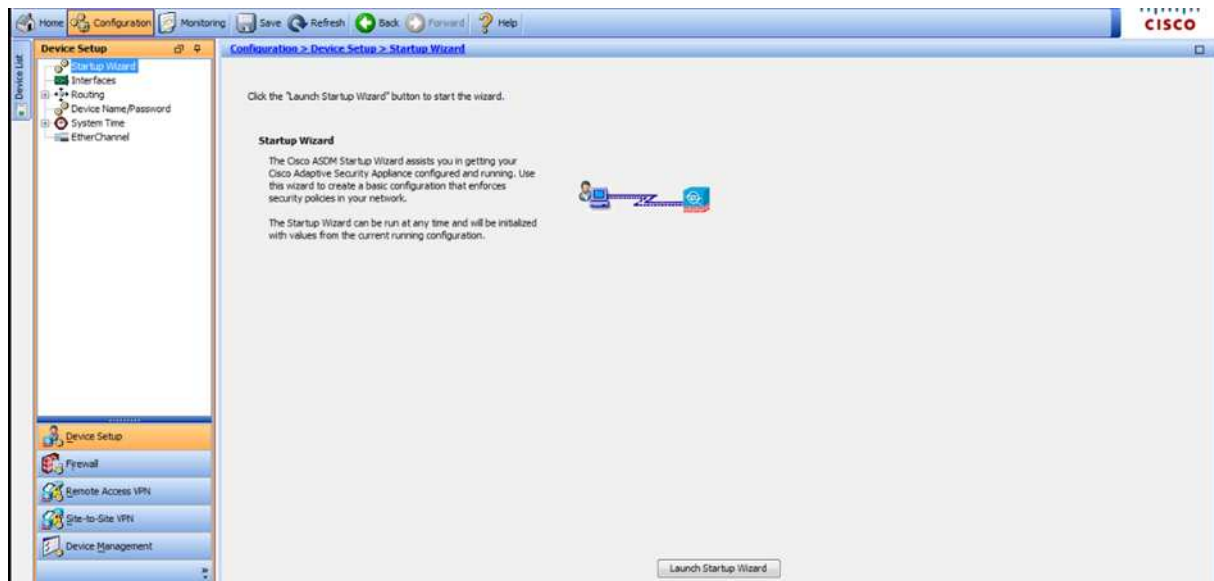 Home Configuration Monitoring Save Refresh Back Forward Help
CISCO
Device List
Device Setup
Configuration > Device Setup > Startup Wizard
Startup Wizard
Interfaces
Routing
Device Name/Password
System Time
EtherChannel
Click the "Launch Startup Wizard" button to start the wizard.
Startup Wizard
The Cisco ASDM Startup Wizard assists you in getting your
Cisco Adaptive Security Appliance configured and running. Use
this wizard to create a basic configuration that enforces
security policies in your network.
The Startup Wizard can be run at any time and will be initialized
with values from the current running configuration.
Device Setup
Firewall
Remote Access VPN
Site-to-Site VPN
Device Management
Launch Startup Wizard